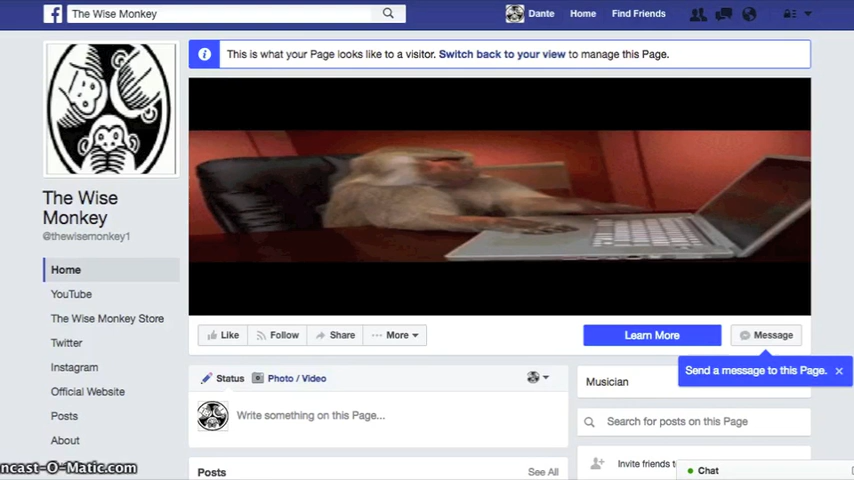 The Wise Monkey
Dante
Home
Find Friends
This is what your Page looks like to a visitor. Switch back to your view to manage this Page.
The Wise
Monkey
@thewisemonkey1
Home
YouTube
The Wise Monkey Store
Twitter
Instagram
Official Website
Posts
About
Like
Follow
Share
More
Learn More
Message
Send a message to this Page.
Status
Photo / Video
Write something on this Page...
Musician
Search for posts on this Page
Posts
See All
Invite friends to
Chat
ncast-O-Matic.com